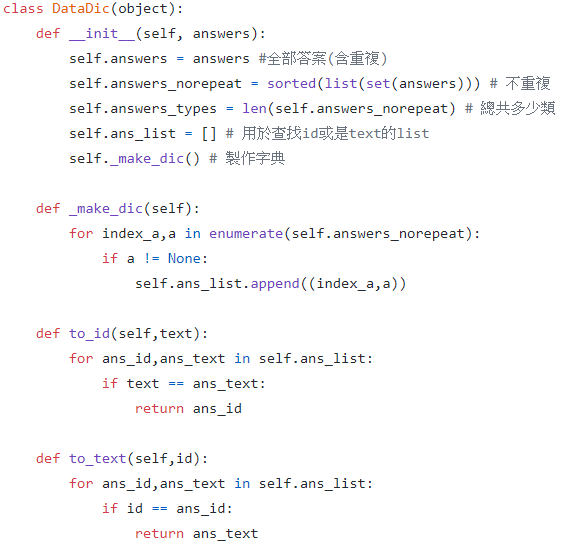 class DataDic(object):
    def __init__(self, answers):
        self.answers = answers #全部答案(含重複)
        self.answers_norepeat = sorted(list(set(answers))) # 不重複
        self.answers_types = len(self.answers_norepeat) # 總共多少類
        self.ans_list = [] # 用於查找id或是text的list
        self._make_dic() # 製作字典

    def _make_dic(self):
        for index_a,a in enumerate(self.answers_norepeat):
            if a != None:
                self.ans_list.append((index_a,a))

    def to_id(self,text):
        for ans_id,ans_text in self.ans_list:
            if text == ans_text:
                return ans_id

    def to_text(self,id):
        for ans_id,ans_text in self.ans_list:
            if id == ans_id:
                return ans_text